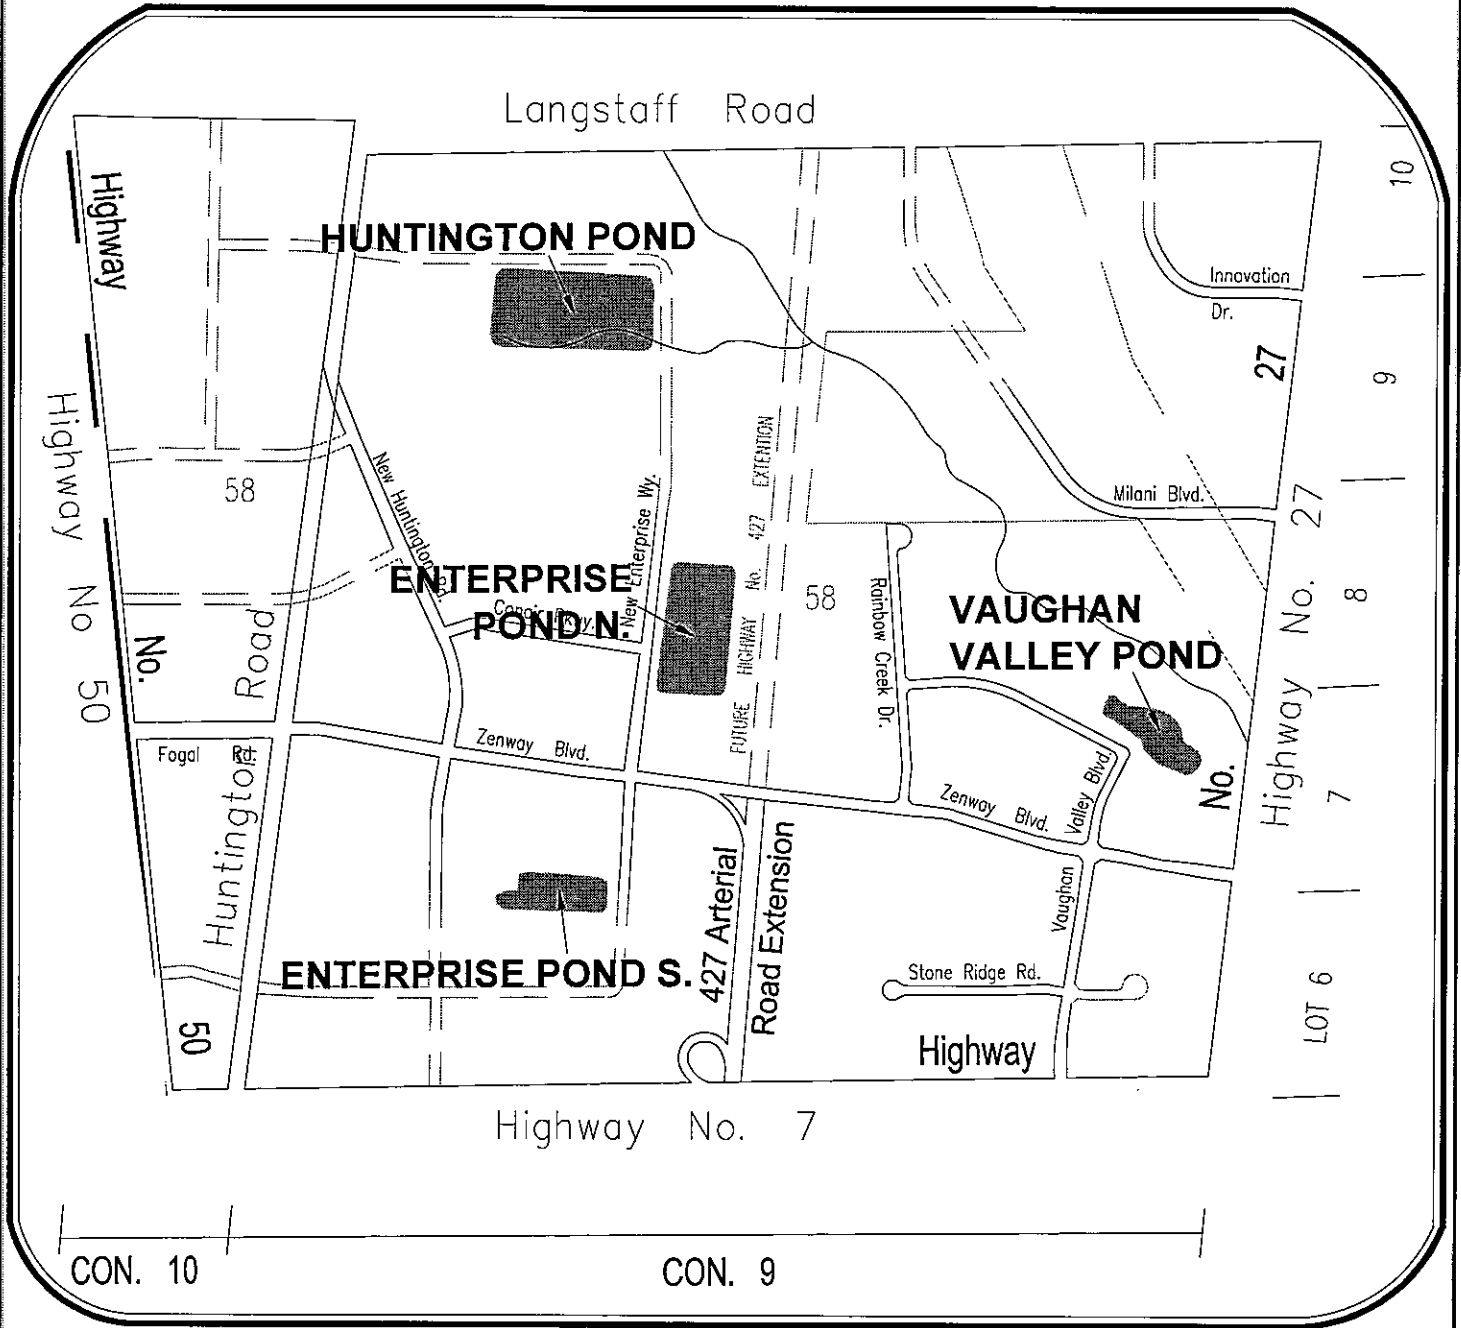 Langstaff Road
10
Highway
HUNTINGTON POND
Innovation
Dr.
27
9
Highway No 50
EXTENTION
New Huntington Rd.
58
New Enterprise Wy.
Milani Blvd.
Highway No. 27
427
ENTERPRISE
POND N.
No.
58
Rainbow Creek Dr.
VAUGHAN
VALLEY POND
8
No.
Huntington Road
HIGHWAY
FUTURE
Fogal Rd.
Zenway Blvd.
Zenway Blvd.
Valley Blvd.
No.
7
427 Arterial
Road Extension
Vaughan
ENTERPRISE POND S.
Stone Ridge Rd.
LOT 6
50
Highway
Highway No. 7
CON. 10
CON. 9